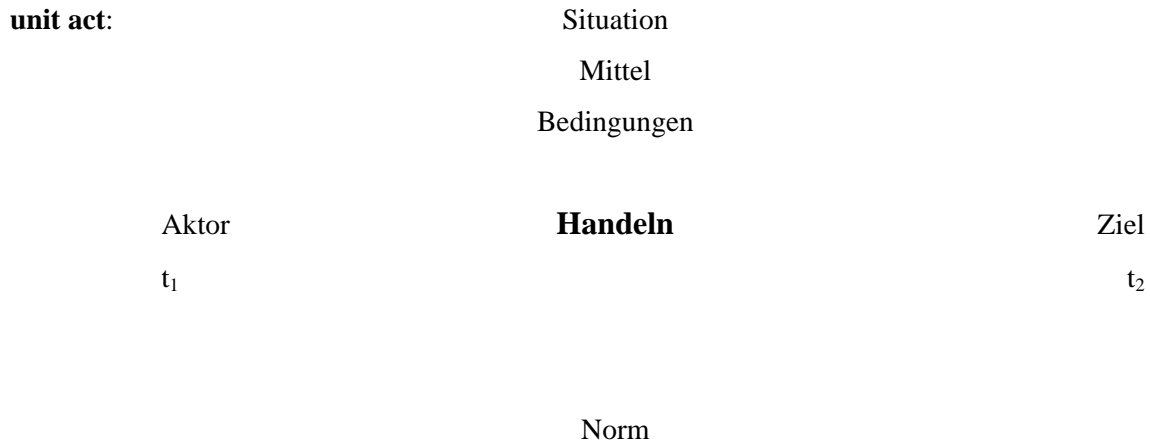 unit act: Situation
Mittel
Bedingungen
Aktor Handeln Ziel
t₁ t₂
Norm